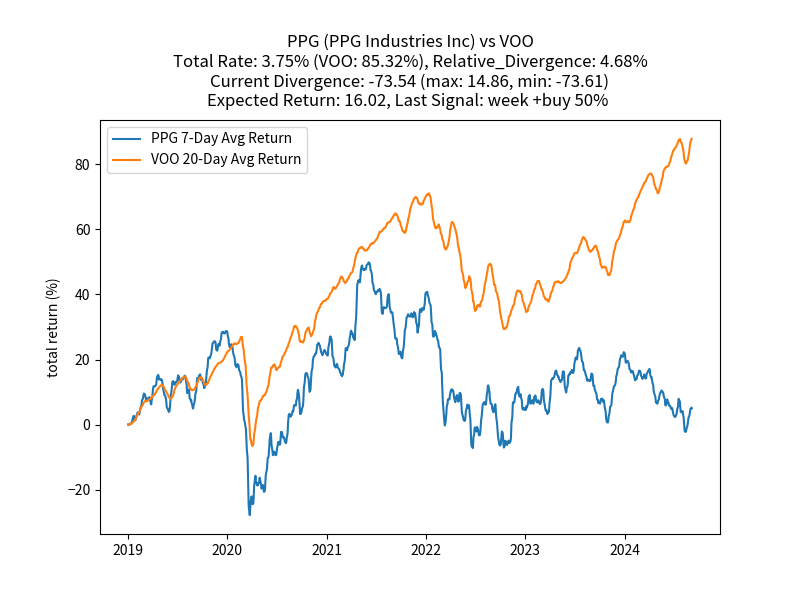 PPG (PPG Industries Inc) vs VOO
Total Rate: 3.75% (VOO: 85.32%), Relative_Divergence: 4.68%
Current Divergence: -73.54 (max: 14.86, min: -73.61)
Expected Return: 16.02, Last Signal: week +buy 50%
PPG 7-Day Avg Return
VOO 20-Day Avg Return
total return (%)
80
60
40
20
0
−20
2019 2020 2021 2022 2023 2024